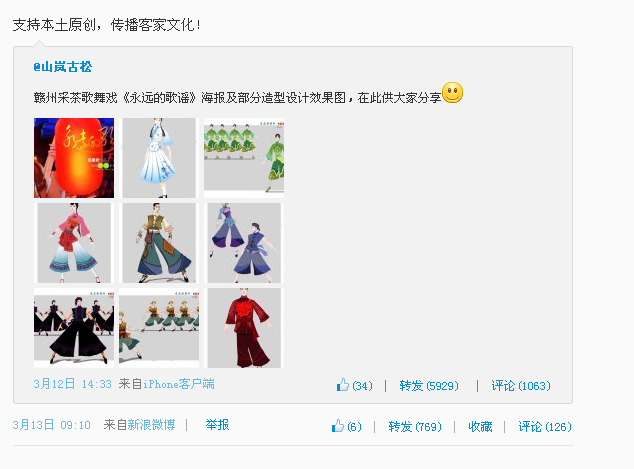 支持本土原创，传播客家文化！
@山岚古松
赣州采茶歌舞戏《永远的歌谣》海报及部分造型设计效果图，在此供大家分享
3月12日 14:33 来自iPhone客户端 (34) | 转发(5929) | 评论(1063)
3月13日 09:10 来自新浪微博 | 举报 (6) | 转发(769) | 收藏 | 评论(126)